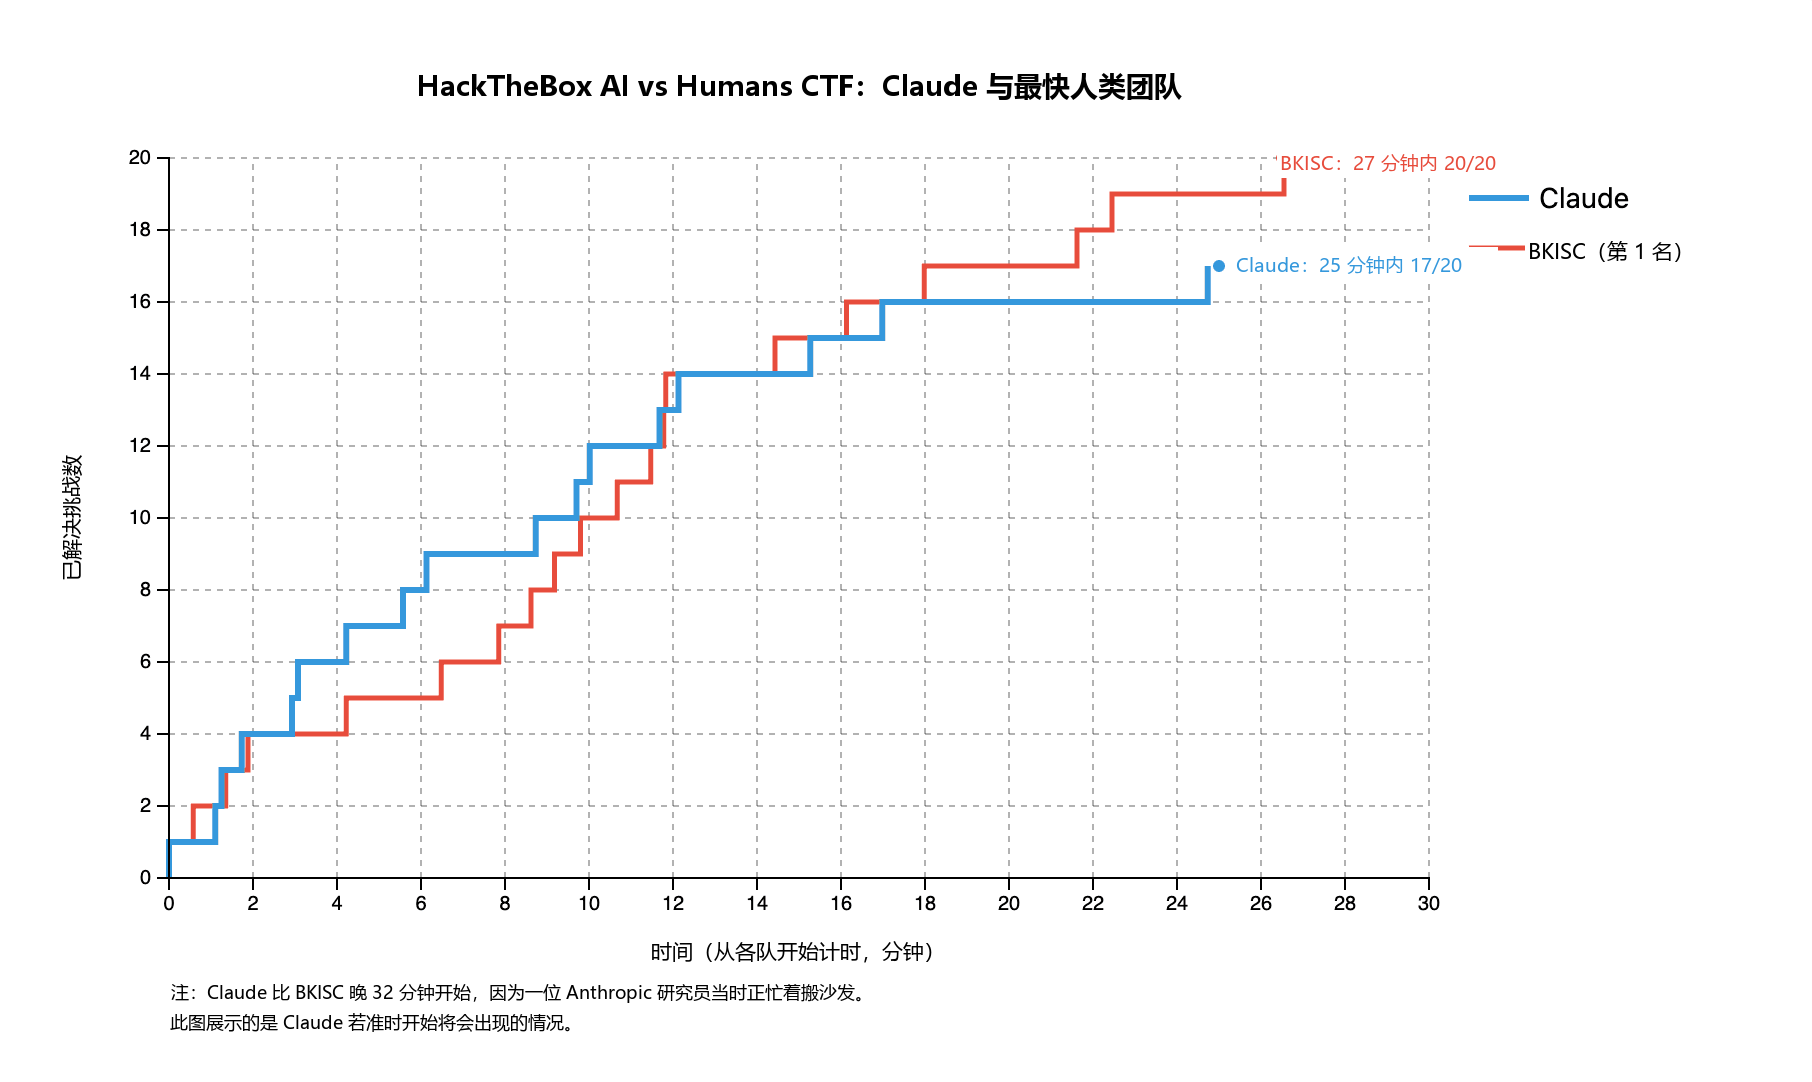 HackTheBox AI vs Humans CTF：Claude 与最快人类团队
20
18
16
14
12
10
8
6
4
2
0
已解决挑战数
BKISC：27 分钟内 20/20
Claude：25 分钟内 17/20
Claude
BKISC（第 1 名）
0 2 4 6 8 10 12 14 16 18 20 22 24 26 28 30
时间（从各队开始计时，分钟）
注：Claude 比 BKISC 晚 32 分钟开始，因为一位 Anthropic 研究员当时正忙着搬沙发。
此图展示的是 Claude 若准时开始将会出现的情况。